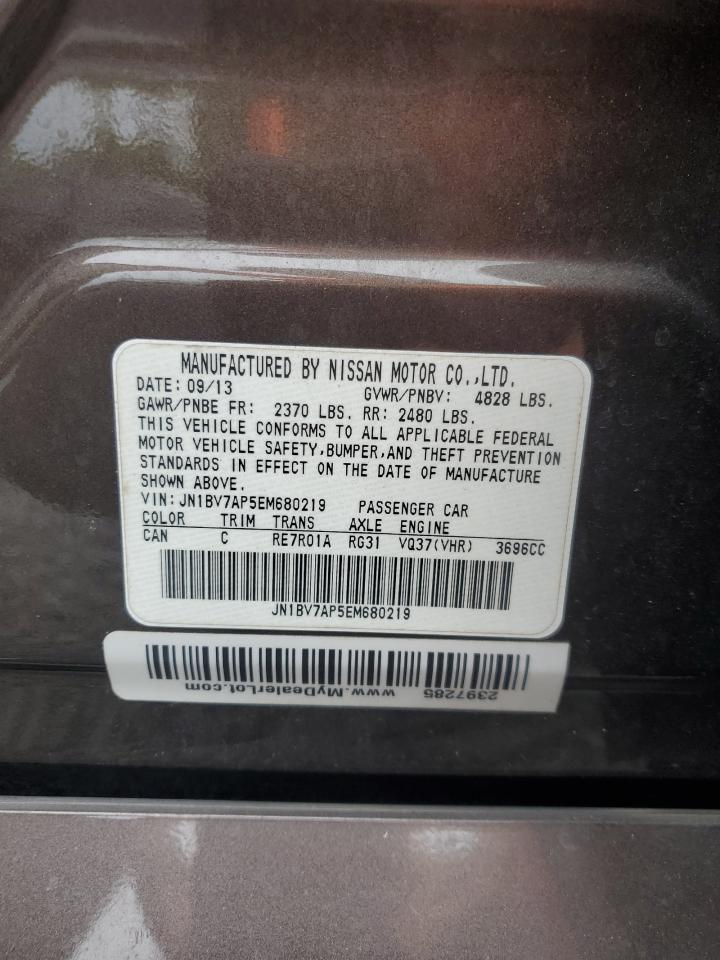 MANUFACTURED BY NISSAN MOTOR CO.,LTD.
DATE: 09/13 GVWR/PNBV: 4828 LBS.
GAWR/PNBE FR: 2370 LBS. RR: 2480 LBS.
THIS VEHICLE CONFORMS TO ALL APPLICABLE FEDERAL
MOTOR VEHICLE SAFETY,BUMPER,AND THEFT PREVENTION
STANDARDS IN EFFECT ON THE DATE OF MANUFACTURE
SHOWN ABOVE.
VIN:JN1BV7AP5EM680219 PASSENGER CAR
COLOR TRIM TRANS AXLE ENGINE
CAN C RE7R01A RG31 VQ37(VHR) 3696CC
JN1BV7AP5EM680219
2397285 www.MyDealerLot.com